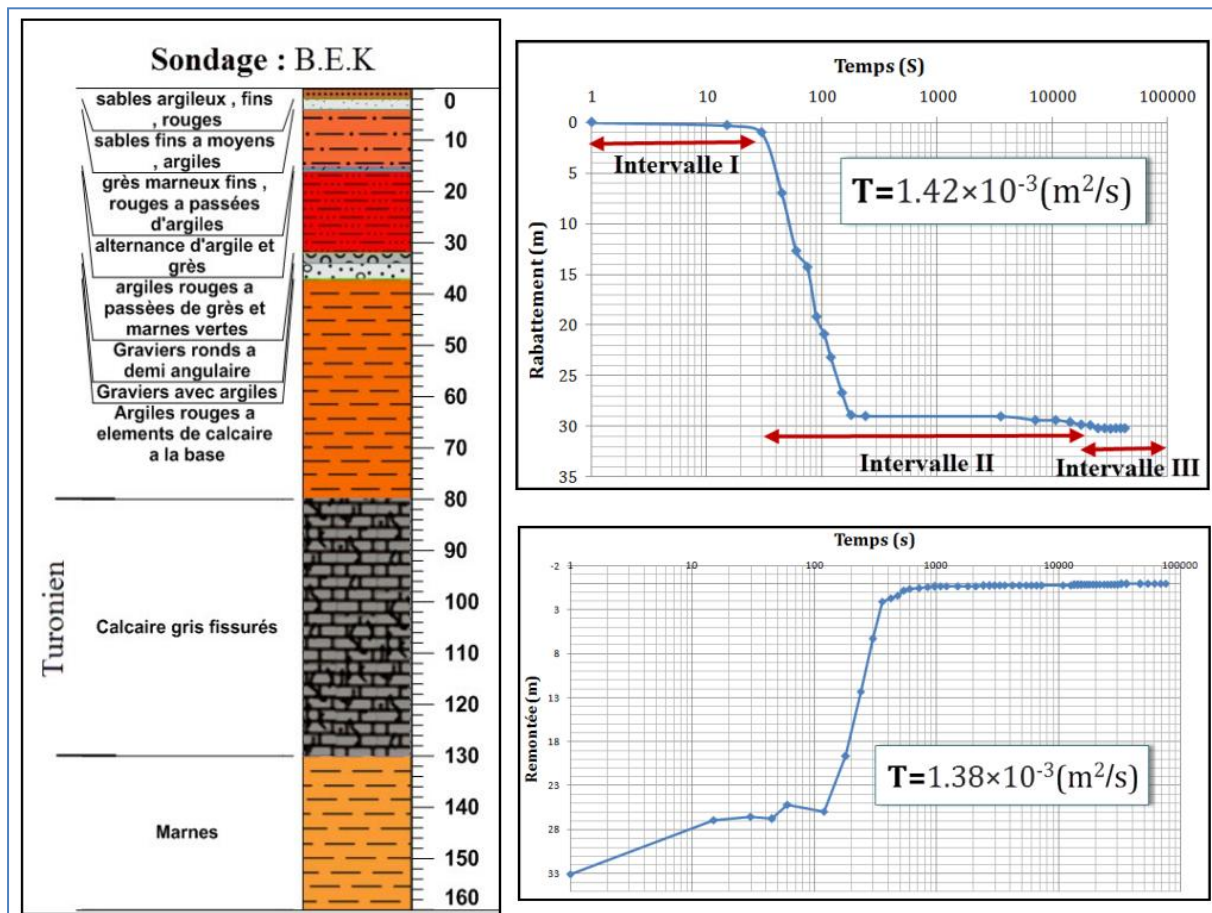 Sondage : B.E.K
sables argileux , fins
, rouges
sables fins a moyens
, argiles
grès marneux fins ,
rouges a passées
d'argiles
alternance d'argile et
grès
argiles rouges a
passèes de grès et
marnes vertes
Graviers ronds a
demi angulaire
Graviers avec argiles
Argiles rouges a
elements de calcaire
a la base
Turonien
Calcaire gris fissurés
Marnes
0
10
20
30
40
50
60
70
80
90
100
110
120
130
140
150
160
Temps (S)
1 10 100 1000 10000 100000
0
5
10
15
20
25
30
35
Rabattement (m)
Intervalle I
T=1.42×10-3(m2/s)
Intervalle II
Intervalle III
Temps (s)
1 10 100 1000 10000 100000
-2
3
8
13
18
23
28
33
Remontée (m)
T=1.38×10-3(m2/s)